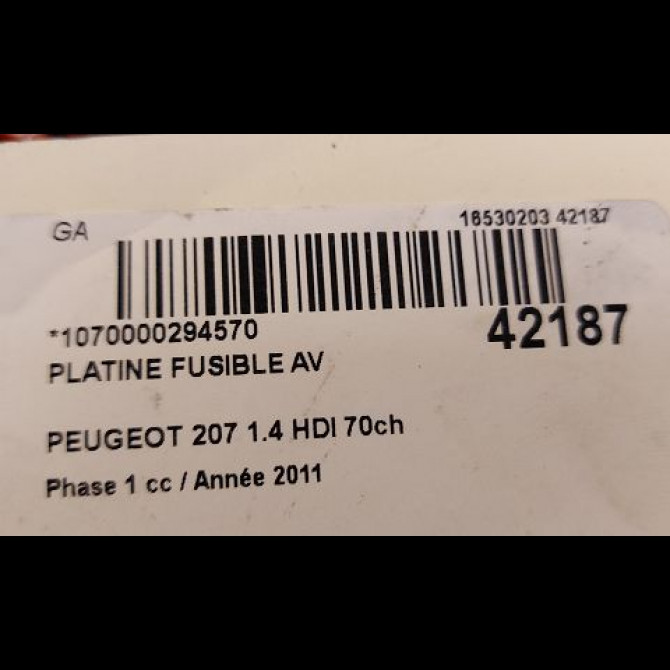 GA
16530203 42187
*1070000294570
42187
PLATINE FUSIBLE AV
PEUGEOT 207 1.4 HDI 70ch
Phase 1 cc / Année 2011